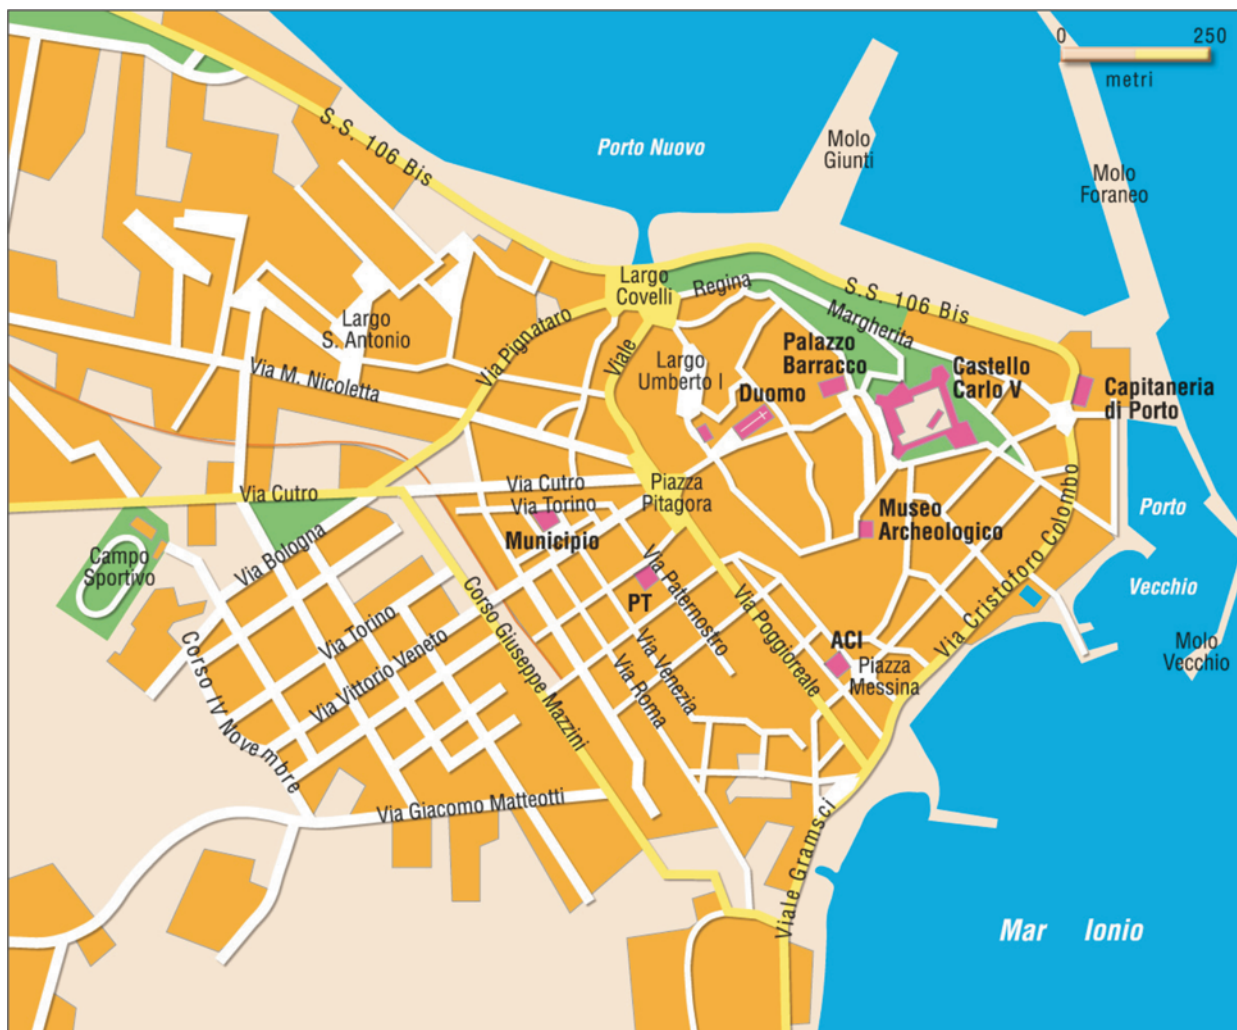 0 250
metri
S.S. 106 Bis
Porto Nuovo
Molo
Giunti
Molo
Foraneo
Largo
Covelli
Regina
Margherita
S.S. 106 Bis
Largo
S. Antonio
Via Pignataro
Viale
Largo
Umberto I
Palazzo
Barracco
Duomo
Castello
Carlo V
Capitaneria
di Porto
Via M. Nicoletta
Via Cutro
Via Cutro
Via Torino
Municipio
Piazza
Pitagora
Museo
Archeologico
Porto
Vecchio
Molo
Vecchio
Campo
Sportivo
Via Bologna
Via Torino
Via Vittorio Veneto
Corso IV Novembre
Corso Giuseppe Mazzini
PT
Via Paternostro
Via Venezia
Via Roma
Via Poggioreale
ACI
Piazza
Messina
Via Cristoforo Colombo
Via Giacomo Matteotti
Viale Gramsci
Mar Ionio